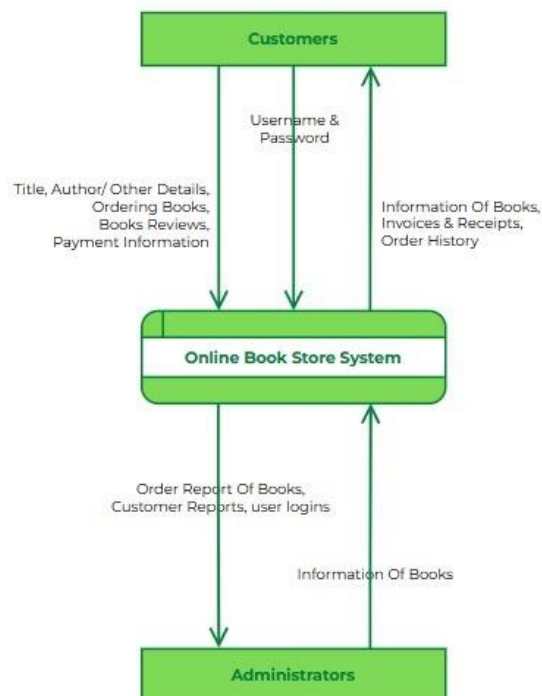 Customers
Username &
Password
Title, Author/ Other Details,
Ordering Books,
Books Reviews,
Payment Information
Information Of Books,
Invoices & Receipts,
Order History
Online Book Store System
Order Report Of Books,
Customer Reports, user logins
Information Of Books
Administrators